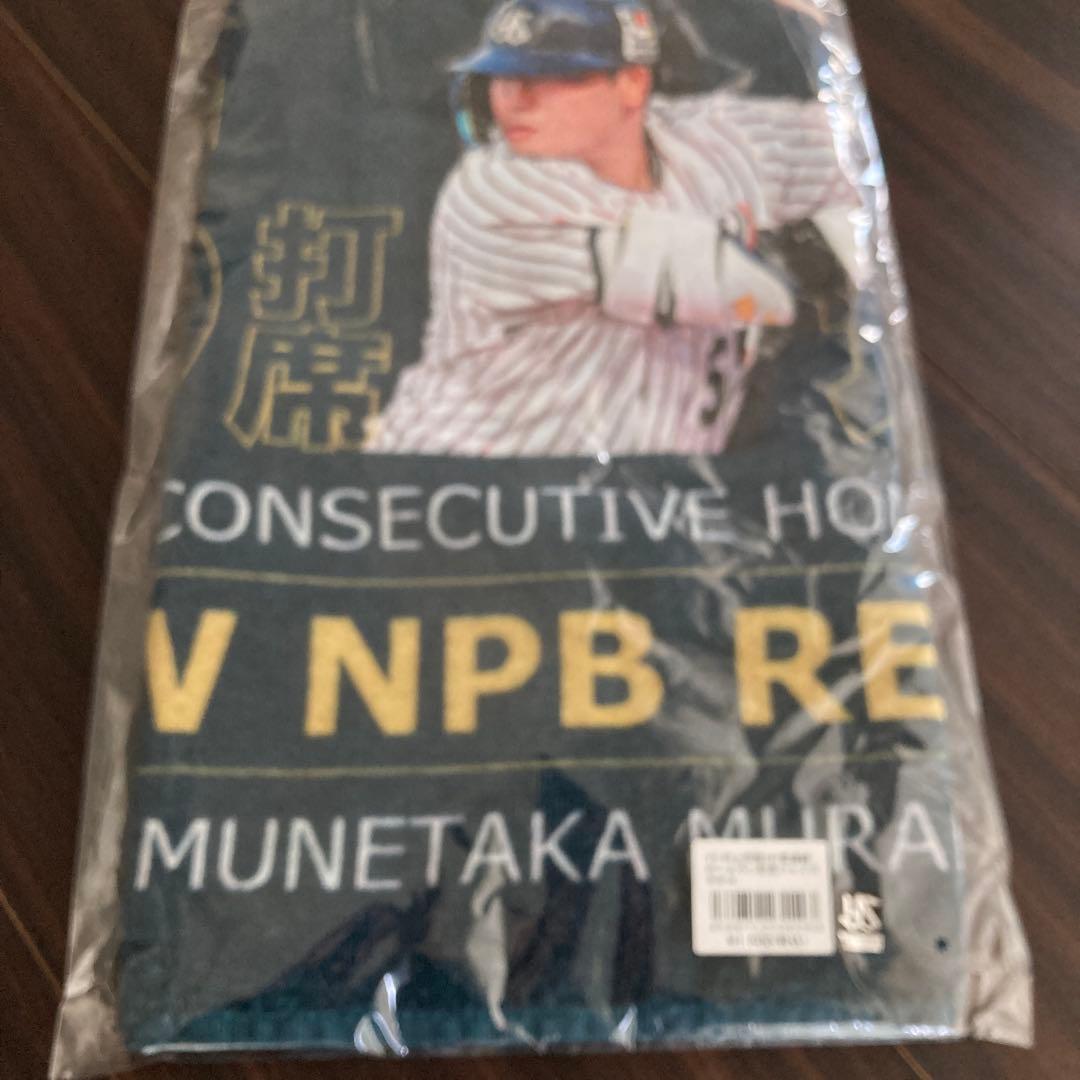 打席
CONSECUTIVE HO
W NPB RE
MUNETAKA MURA